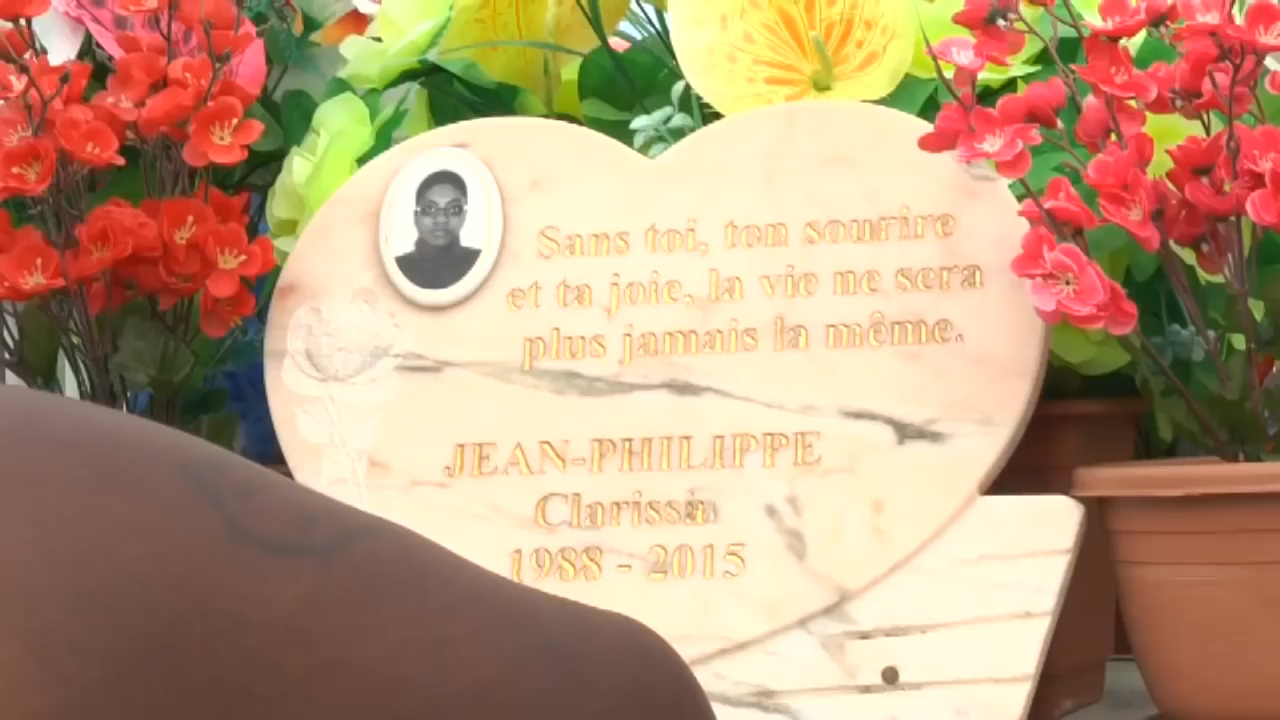 Sans toi, ton sourire
et ta joie, la vie ne sera
plus jamais la même.
JEAN-PHILIPPE
Clarissa
1988 - 2015